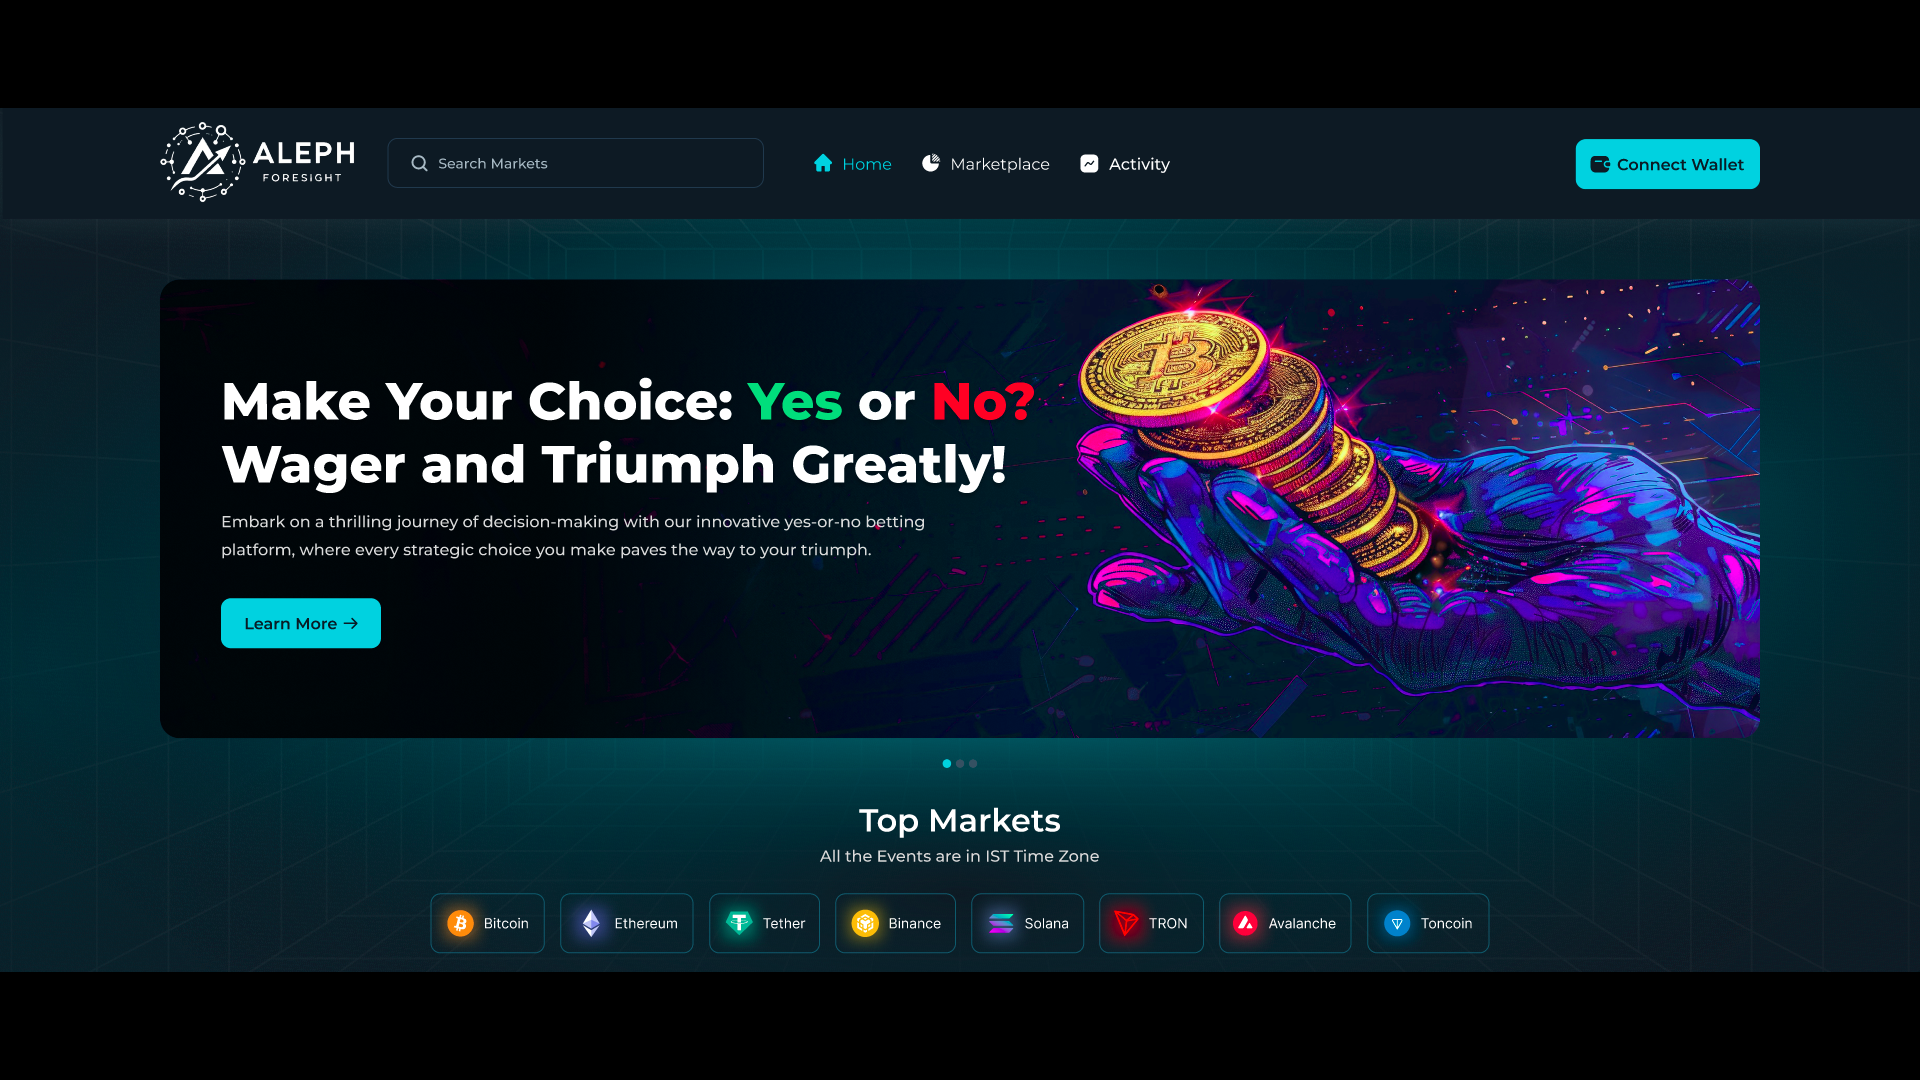 ALEPH
FORESIGHT
Search Markets
Home
Marketplace
Activity
Connect Wallet
Make Your Choice: Yes or No?
Wager and Triumph Greatly!
Embark on a thrilling journey of decision-making with our innovative yes-or-no betting
platform, where every strategic choice you make paves the way to your triumph.
Learn More →
Top Markets
All the Events are in IST Time Zone
Bitcoin
Ethereum
Tether
Binance
Solana
TRON
Avalanche
Toncoin